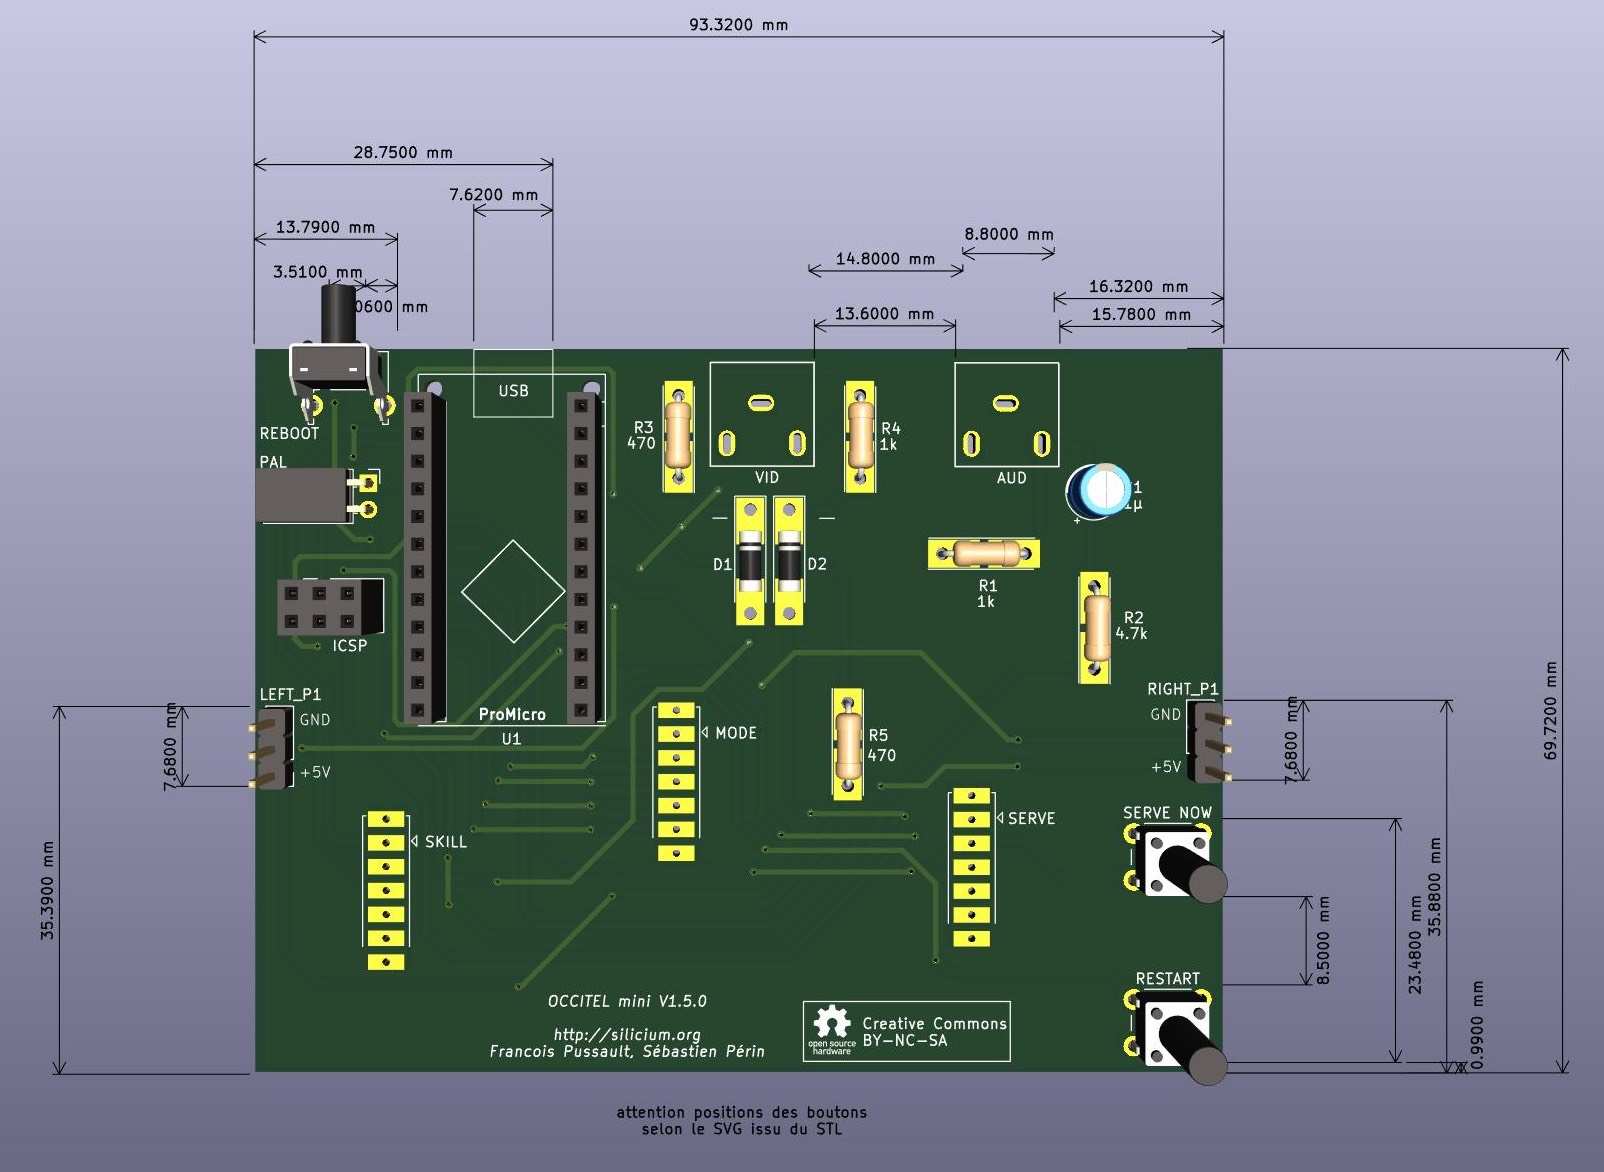 93.3200 mm
28.7500 mm
7.6200 mm
13.7900 mm
8.8000 mm
14.8000 mm
3.5100 mm
16.3200 mm
0600 mm
13.6000 mm
15.7800 mm
USB
REBOOT
PAL
R3
470
R4
1k
VID
AUD
1
1µ
+
D1
D2
R1
1k
R2
4.7k
ICSP
LEFT_P1
GND
+5V
ProMicro
U1
MODE
R5
470
RIGHT_P1
GND
+5V
7.6800 mm
7.6800 mm
69.7200 mm
SERVE NOW
SERVE
SKILL
35.3900 mm
35.8800 mm
23.4800 mm
8.5000 mm
0.9900 mm
RESTART
OCCITEL mini V1.5.0
http://silicium.org
Francois Pussault, Sébastien Périn
open source
hardware
Creative Commons
BY-NC-SA
attention positions des boutons
selon le SVG issu du STL